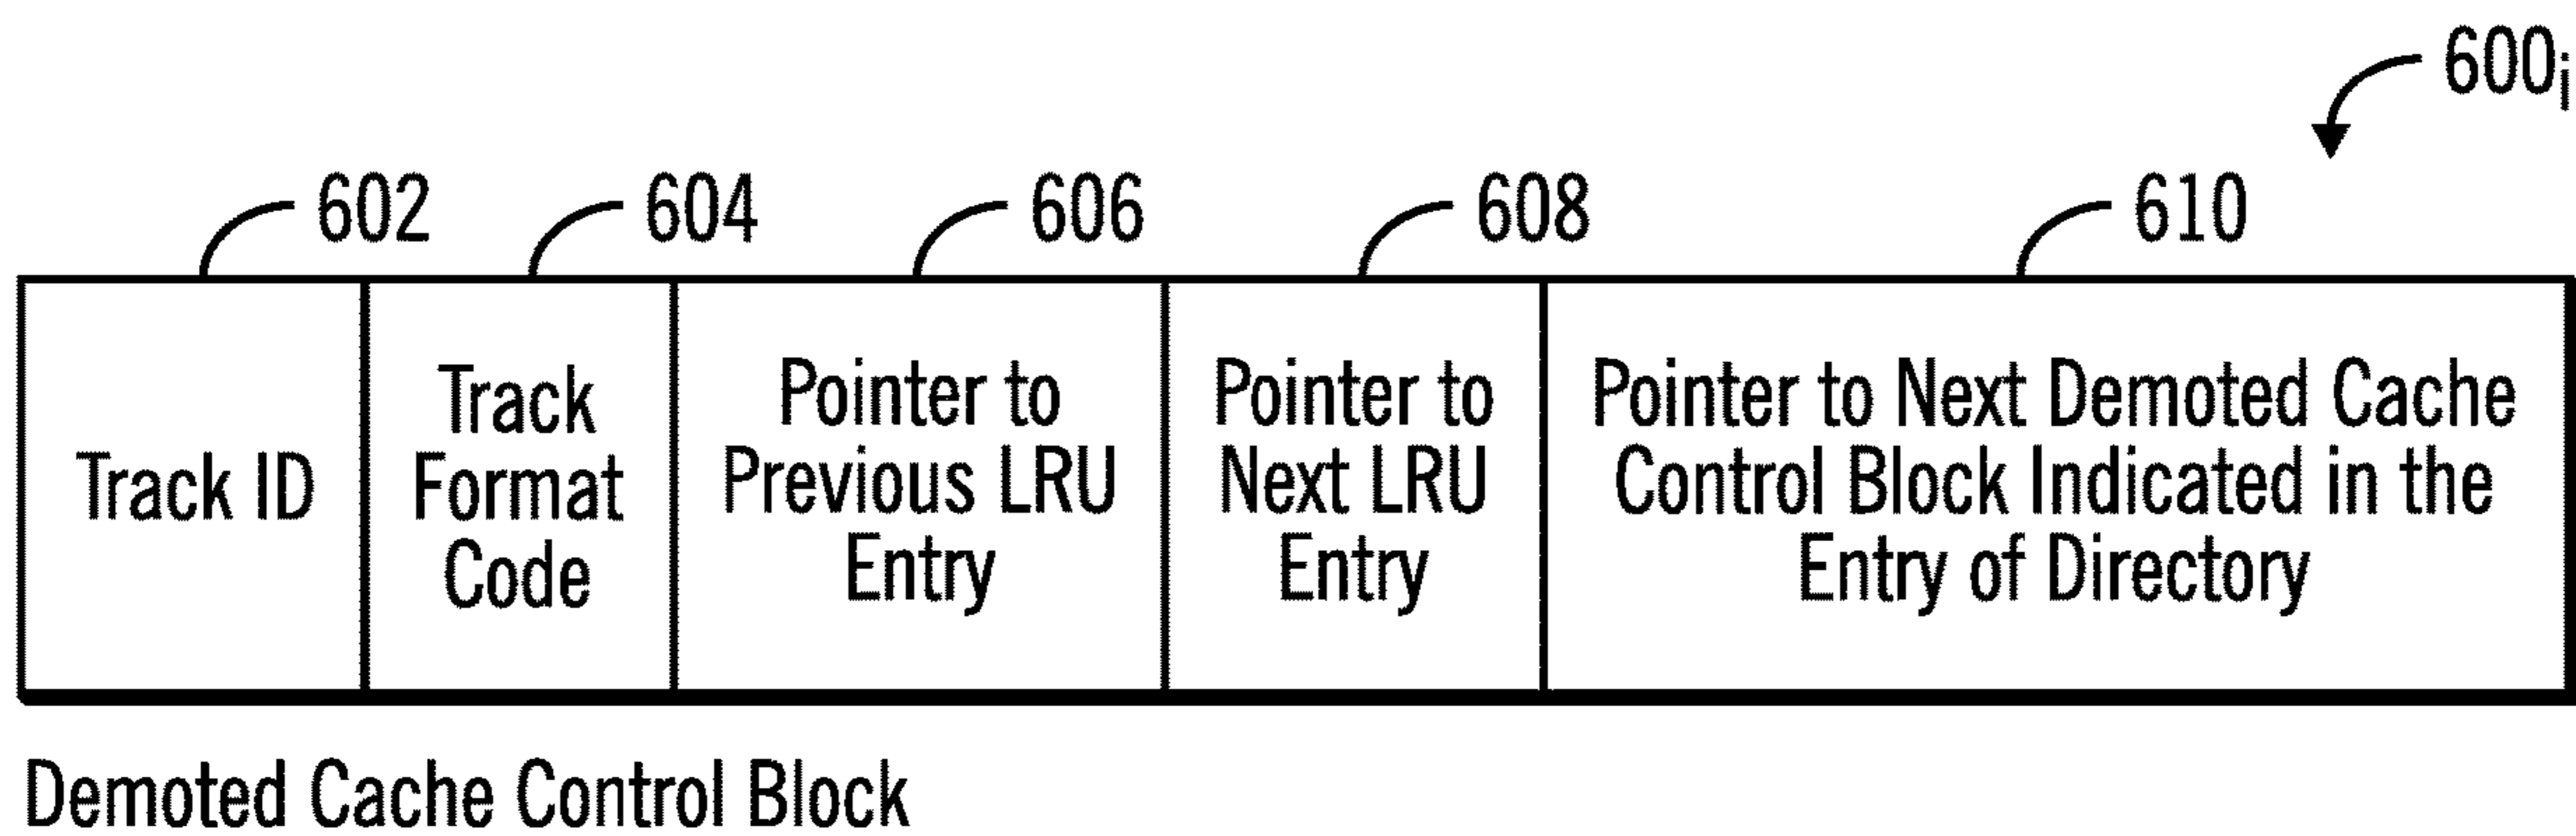 600i
602
604
606
608
610
Track ID
Track
Format
Code
Pointer to
Previous LRU
Entry
Pointer to
Next LRU
Entry
Pointer to Next Demoted Cache
Control Block Indicated in the
Entry of Directory
Demoted Cache Control Block